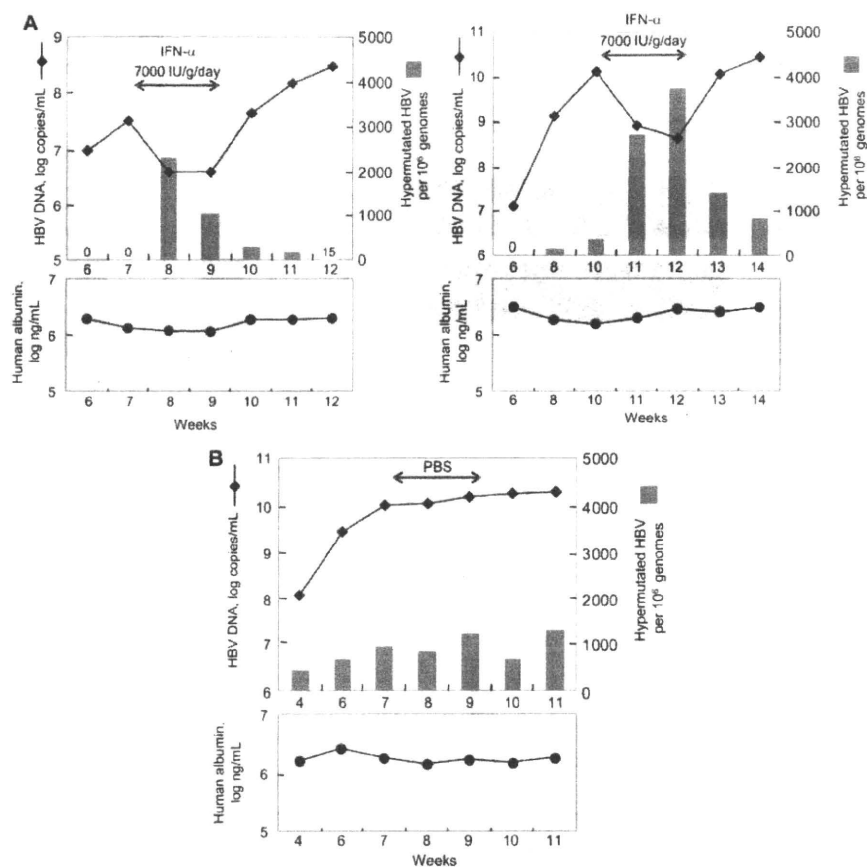 A
IFN-α
7000 IU/g/day
HBV DNA, log copies/mL
9
8
7
6
5
5000
4000
3000
2000
1000
0
Hypermutated HBV
per 10⁶ genomes
0 0 15
6 7 8 9 10 11 12
Human albumin,
log ng/mL
7
6
5
6 7 8 9 10 11 12
Weeks
IFN-α
7000 IU/g/day
HBV DNA, log copies/mL
11
10
9
8
7
6
5000
4000
3000
2000
1000
0
Hypermutated HBV
per 10⁶ genomes
0
6 8 10 11 12 13 14
Human albumin,
log ng/mL
7
6
5
6 8 10 11 12 13 14
Weeks
B
PBS
HBV DNA, log copies/mL
11
10
9
8
7
6
5000
4000
3000
2000
1000
0
Hypermutated HBV
per 10⁶ genomes
4 6 7 8 9 10 11
Human albumin,
log ng/mL
7
6
5
4 6 7 8 9 10 11
Weeks